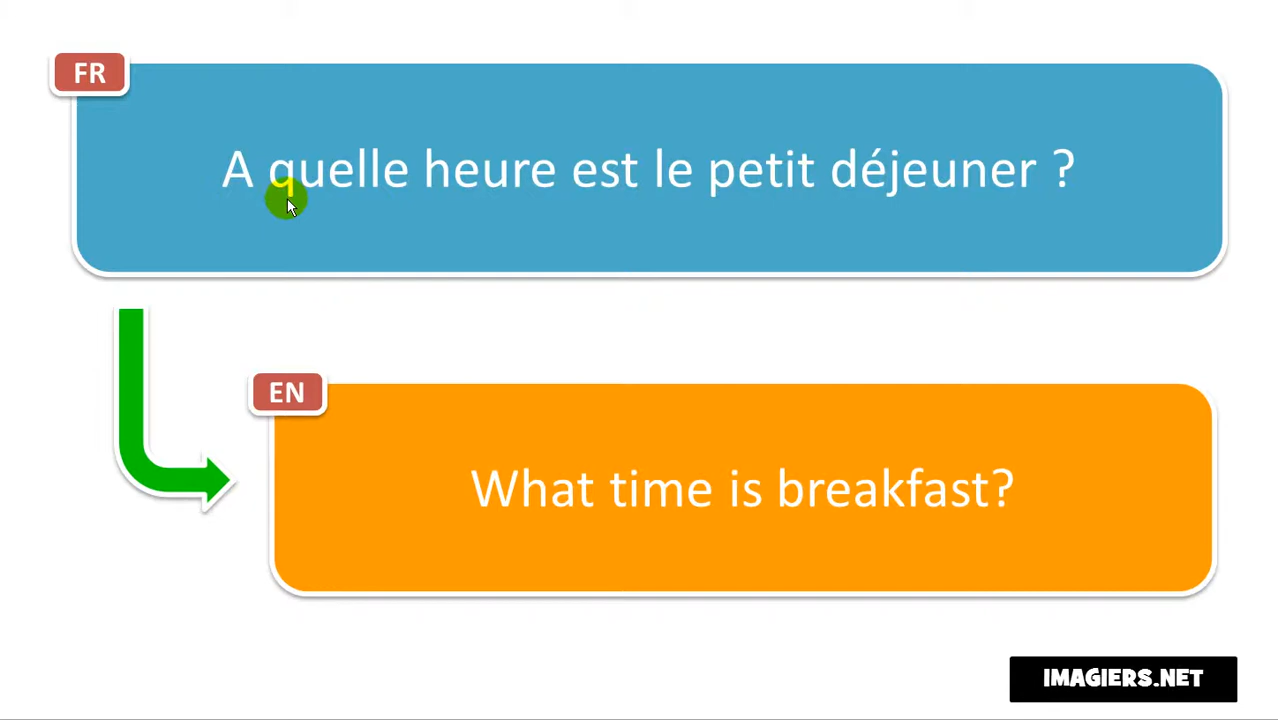 FR
A quelle heure est le petit déjeuner ?
EN
What time is breakfast?
IMAGIERS.NET